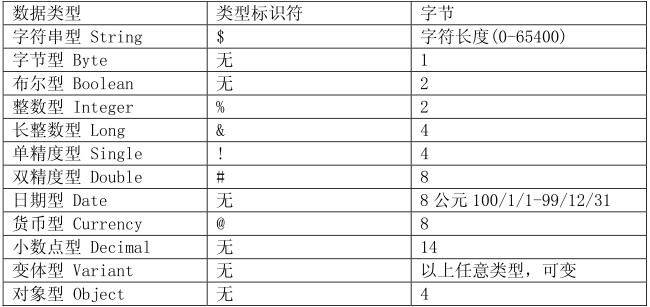 数据类型 类型标识符 字节
字符串型 String $ 字符长度(0-65400)
字节型 Byte 无 1
布尔型 Boolean 无 2
整数型 Integer % 2
长整数型 Long & 4
单精度型 Single ! 4
双精度型 Double # 8
日期型 Date 无 8 公元 100/1/1-99/12/31
货币型 Currency @ 8
小数点型 Decimal 无 14
变体型 Variant 无 以上任意类型，可变
对象型 Object 无 4